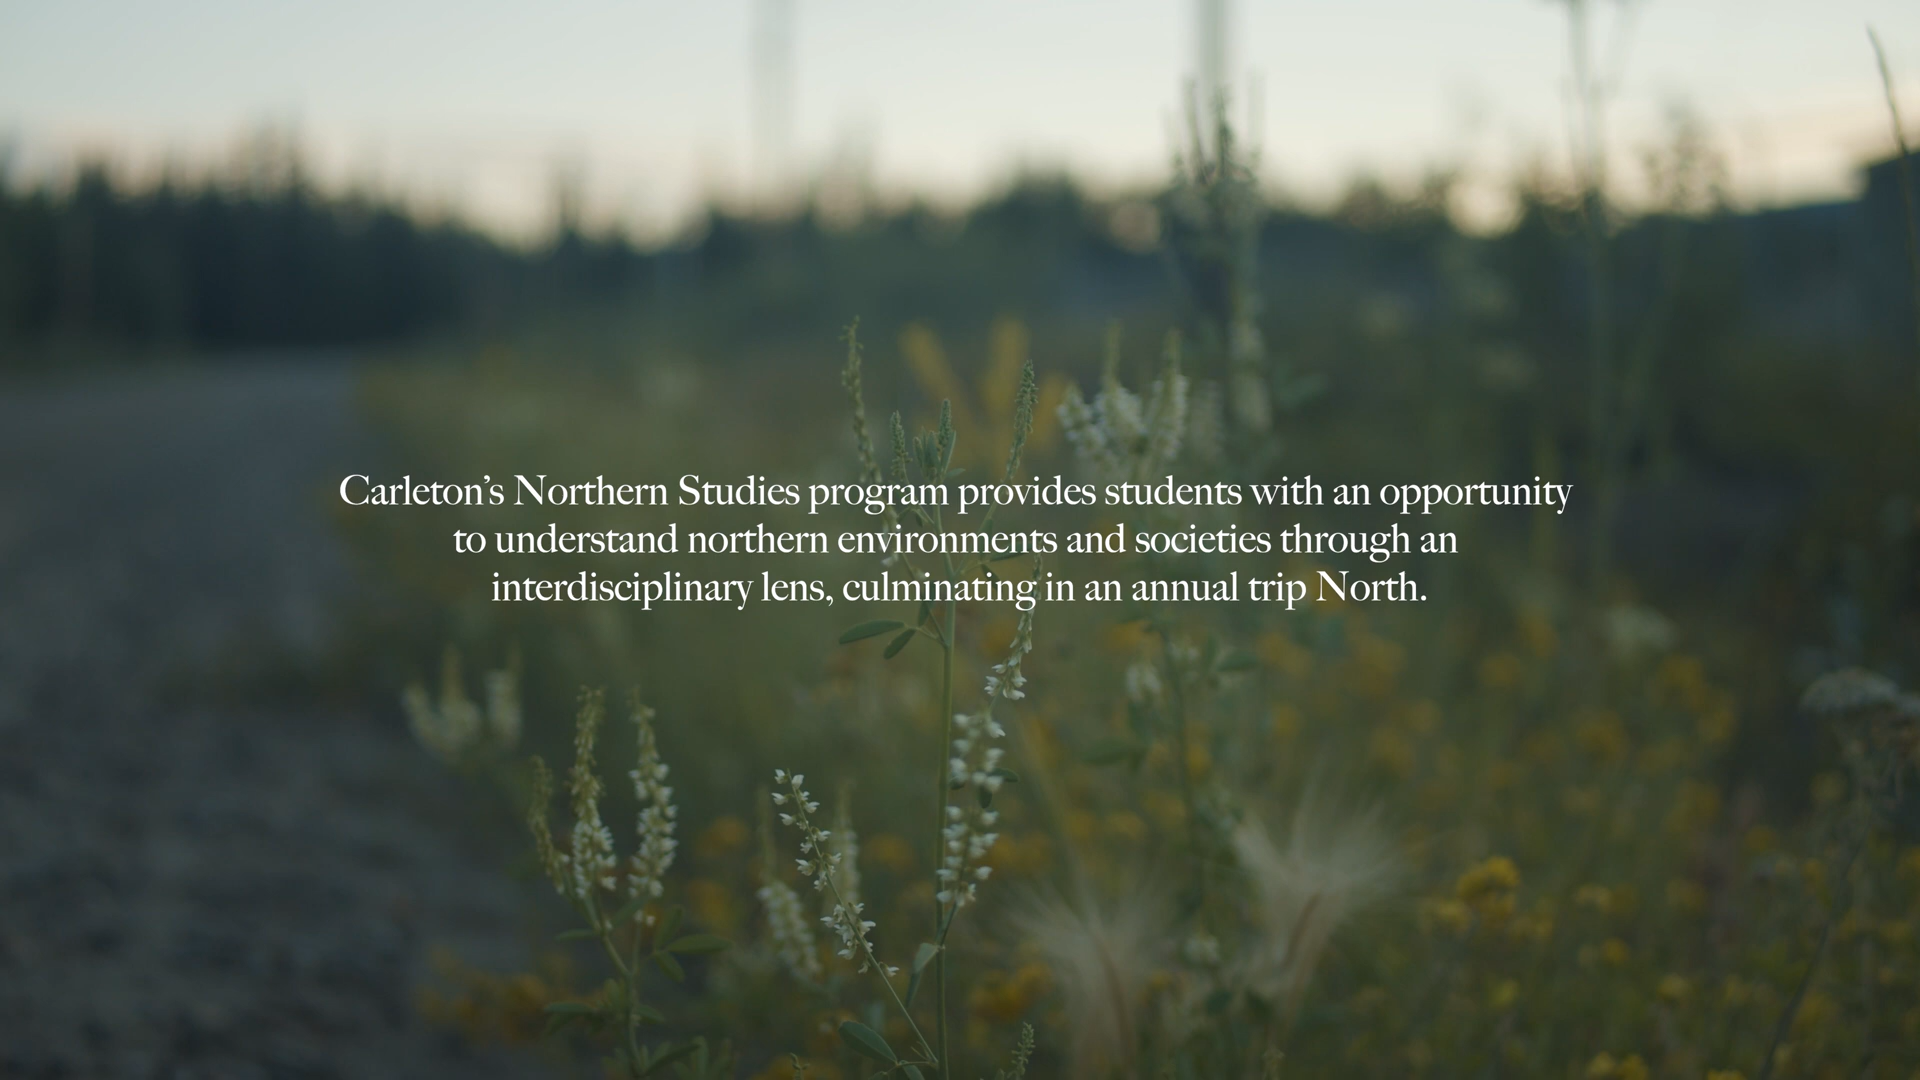 Carleton’s Northern Studies program provides students with an opportunity
to understand northern environments and societies through an
interdisciplinary lens, culminating in an annual trip North.